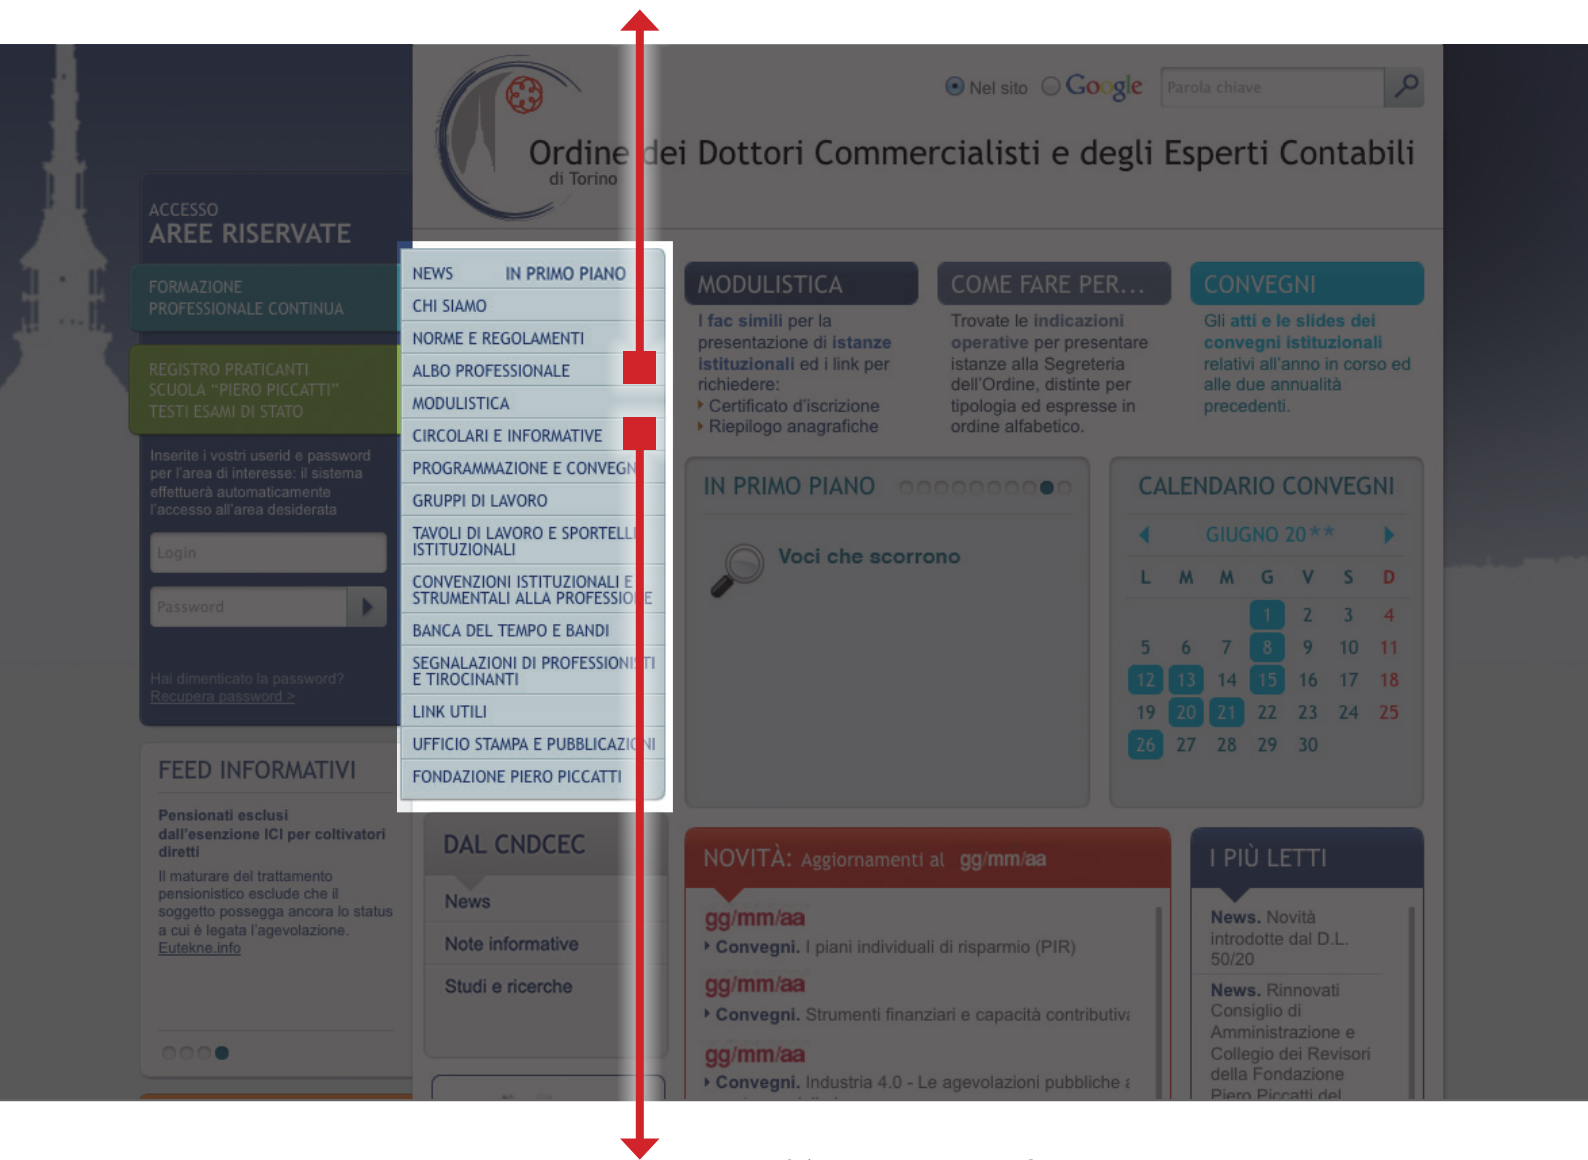 Nel sito Google Parola chiave
Ordine dei Dottori Commercialisti e degli Esperti Contabili
di Torino
ACCESSO
AREE RISERVATE
FORMAZIONE
PROFESSIONALE CONTINUA
REGISTRO PRATICANTI
SCUOLA “PIERO PICCATTI”
TESTI ESAMI DI STATO
Inserite i vostri userid e password
per l'area di interesse: il sistema
effettuerà automaticamente
l'accesso all'area desiderata
Login
Password
Hai dimenticato la password?
Recupera password >
FEED INFORMATIVI
Pensionati esclusi
dall'esenzione ICI per coltivatori
diretti
Il maturare del trattamento
pensionistico esclude che il
soggetto possegga ancora lo status
a cui è legata l'agevolazione.
Eutekne.info
NEWS IN PRIMO PIANO
CHI SIAMO
NORME E REGOLAMENTI
ALBO PROFESSIONALE
MODULISTICA
CIRCOLARI E INFORMATIVE
PROGRAMMAZIONE E CONVEGN
GRUPPI DI LAVORO
TAVOLI DI LAVORO E SPORTELLI
ISTITUZIONALI
CONVENZIONI ISTITUZIONALI E
STRUMENTALI ALLA PROFESSIONE
BANCA DEL TEMPO E BANDI
SEGNALAZIONI DI PROFESSIONISTI
E TIROCINANTI
LINK UTILI
UFFICIO STAMPA E PUBBLICAZIONI
FONDAZIONE PIERO PICCATTI
DAL CNDCEC
News
Note informative
Studi e ricerche
MODULISTICA
I fac simili per la
presentazione di istanze
istituzionali ed i link per
richiedere:
Certificato d'iscrizione
Riepilogo anagrafiche
COME FARE PER...
Trovate le indicazioni
operative per presentare
istanze alla Segreteria
dell'Ordine, distinte per
tipologia ed espresse in
ordine alfabetico.
CONVEGNI
Gli atti e le slides dei
convegni istituzionali
relativi all'anno in corso ed
alle due annualità
precedenti.
IN PRIMO PIANO
Voci che scorrono
CALENDARIO CONVEGNI
GIUGNO 20**
L M M G V S D
1 2 3 4
5 6 7 8 9 10 11
12 13 14 15 16 17 18
19 20 21 22 23 24 25
26 27 28 29 30
NOVITÀ: Aggiornamenti al gg/mm/aa
gg/mm/aa
Convegni. I piani individuali di risparmio (PIR)
gg/mm/aa
Convegni. Strumenti finanziari e capacità contributiva
gg/mm/aa
Convegni. Industria 4.0 - Le agevolazioni pubbliche a
I PIÙ LETTI
News. Novità
introdotte dal D.L.
50/20
News. Rinnovati
Consiglio di
Amministrazione e
Collegio dei Revisori
della Fondazione
Piero Piccatti del